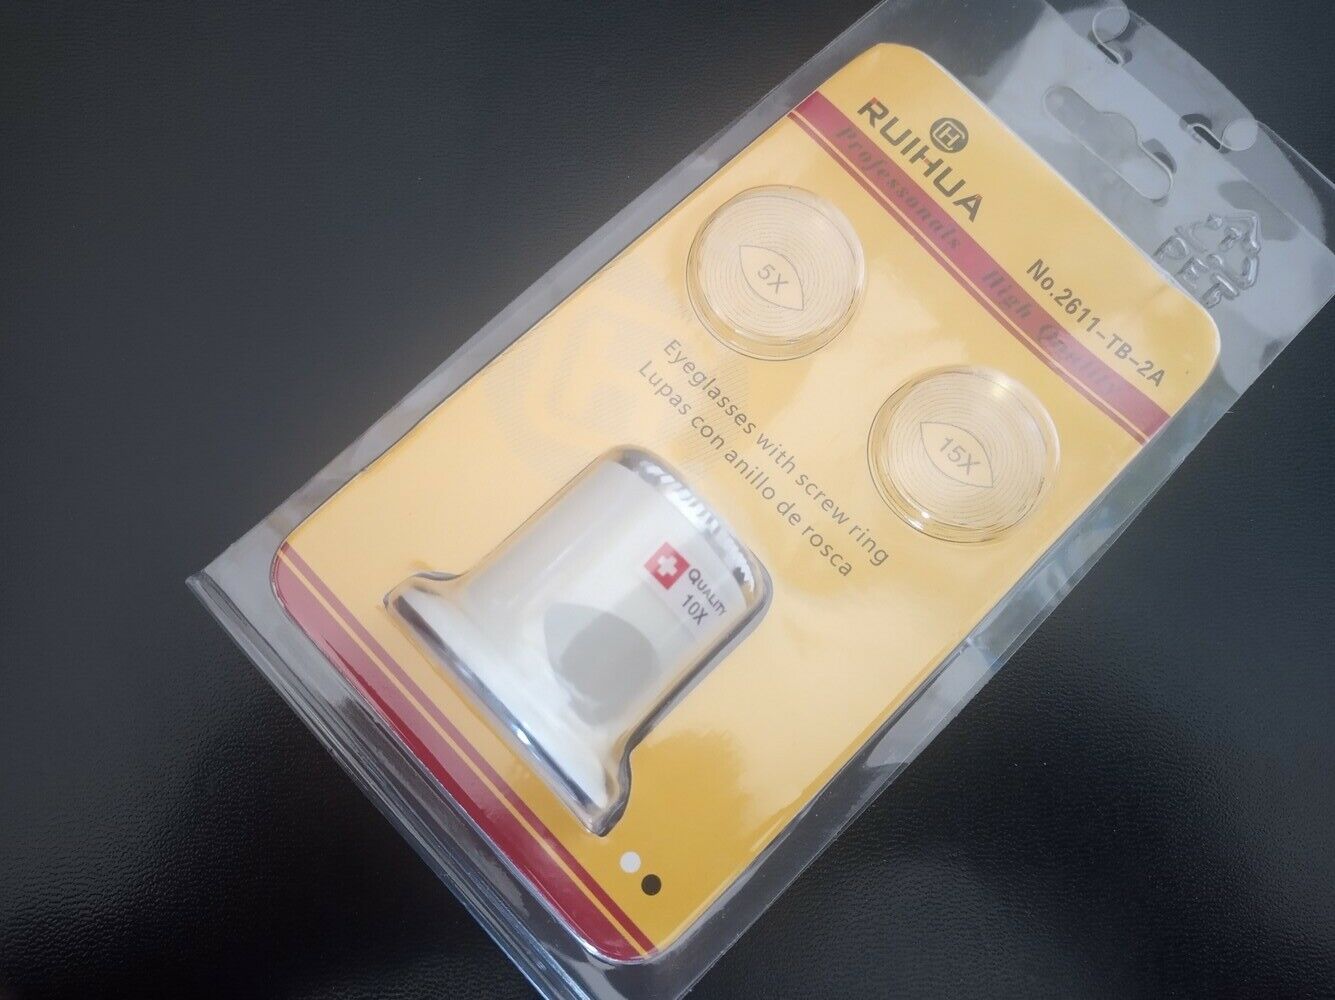 RUIHUA
Professonals High Quality
No.2611-TB-2A
5X
15X
Eyeglasses with screw ring
Lupas con anillo de rosca
QUALITY
10X
PET